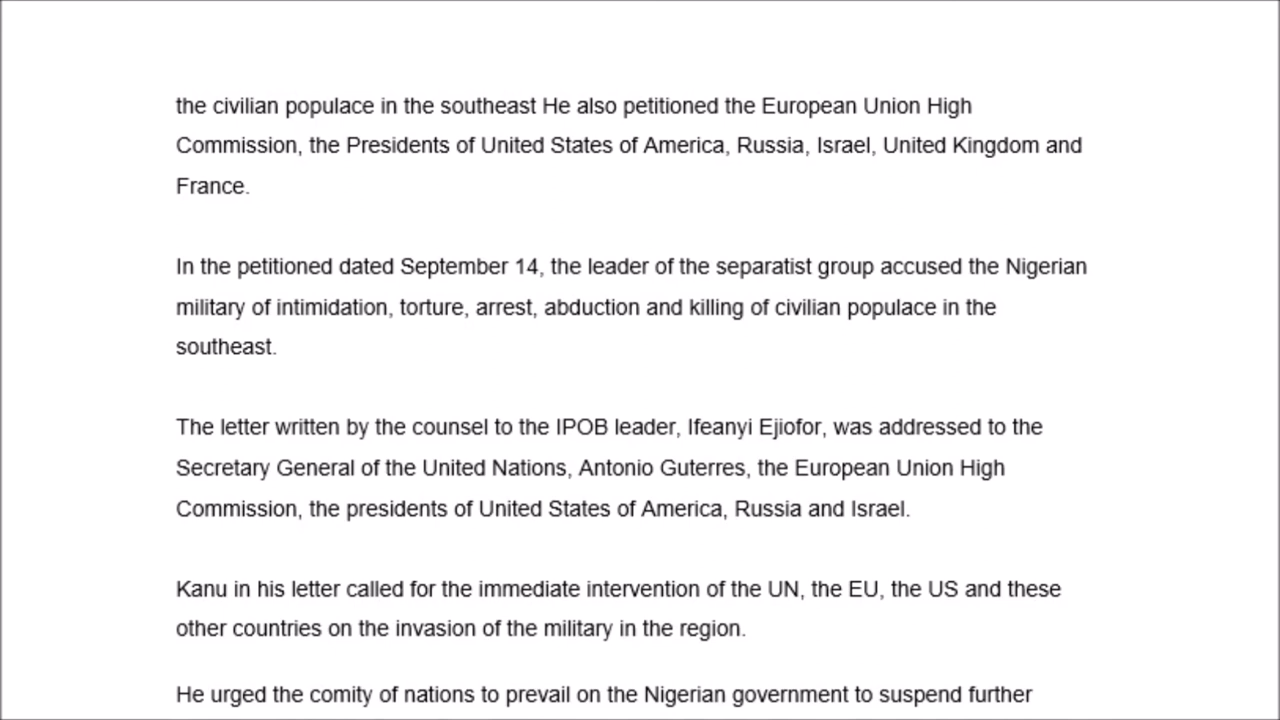 the civilian populace in the southeast He also petitioned the European Union High
Commission, the Presidents of United States of America, Russia, Israel, United Kingdom and
France.
In the petitioned dated September 14, the leader of the separatist group accused the Nigerian
military of intimidation, torture, arrest, abduction and killing of civilian populace in the
southeast.
The letter written by the counsel to the IPOB leader, Ifeanyi Ejiofor, was addressed to the
Secretary General of the United Nations, Antonio Guterres, the European Union High
Commission, the presidents of United States of America, Russia and Israel.
Kanu in his letter called for the immediate intervention of the UN, the EU, the US and these
other countries on the invasion of the military in the region.
He urged the comity of nations to prevail on the Nigerian government to suspend further